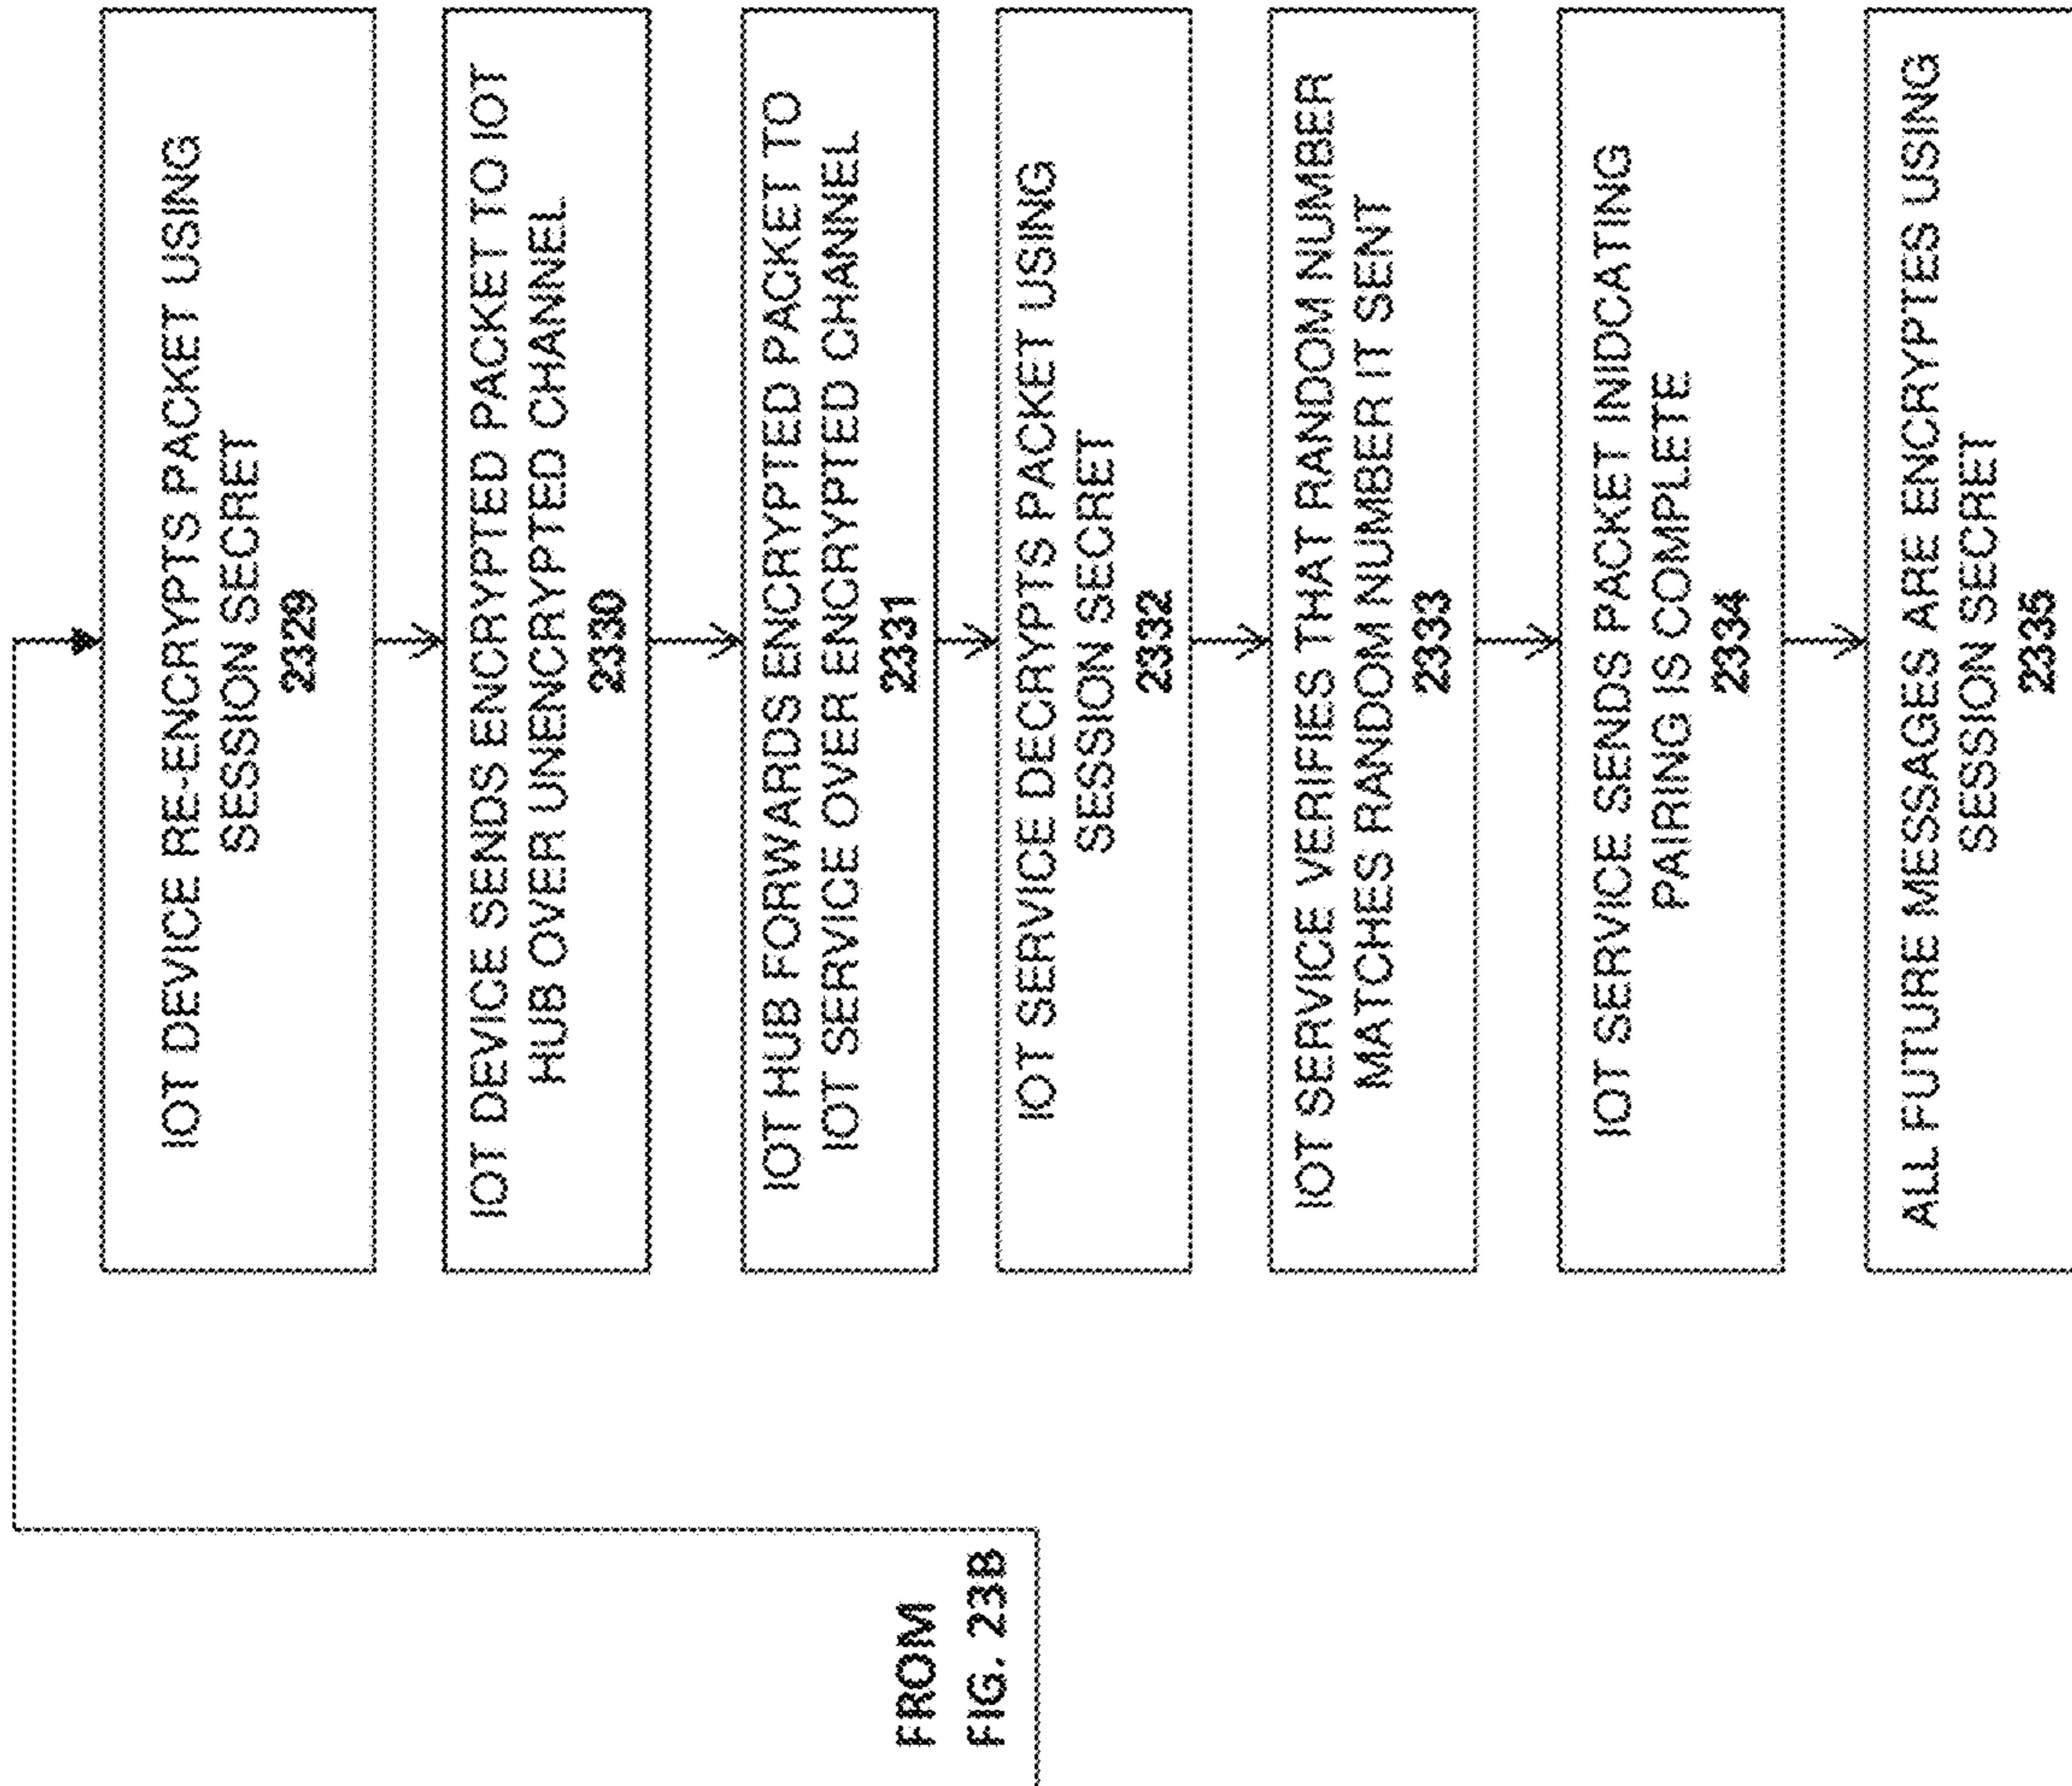 FROM
FIG. 23B
IOT DEVICE RE-ENCRYPTS PACKET USING
SESSION SECRET
2329
IOT DEVICE SENDS ENCRYPTED PACKET TO IOT
HUB OVER UNENCRYPTED CHANNEL
2330
IOT HUB FORWARDS ENCRYPTED PACKET TO
IOT SERVICE OVER ENCRYPTED CHANNEL
2331
IOT SERVICE DECRYPTS PACKET USING
SESSION SECRET
2332
IOT SERVICE VERIFIES THAT RANDOM NUMBER
MATCHES RANDOM NUMBER IT SENT
2333
IOT SERVICE SENDS PACKET INIDCATING
PAIRING IS COMPLETE
2334
ALL FUTURE MESSAGES ARE ENCRYPTES USING
SESSION SECRET
2335